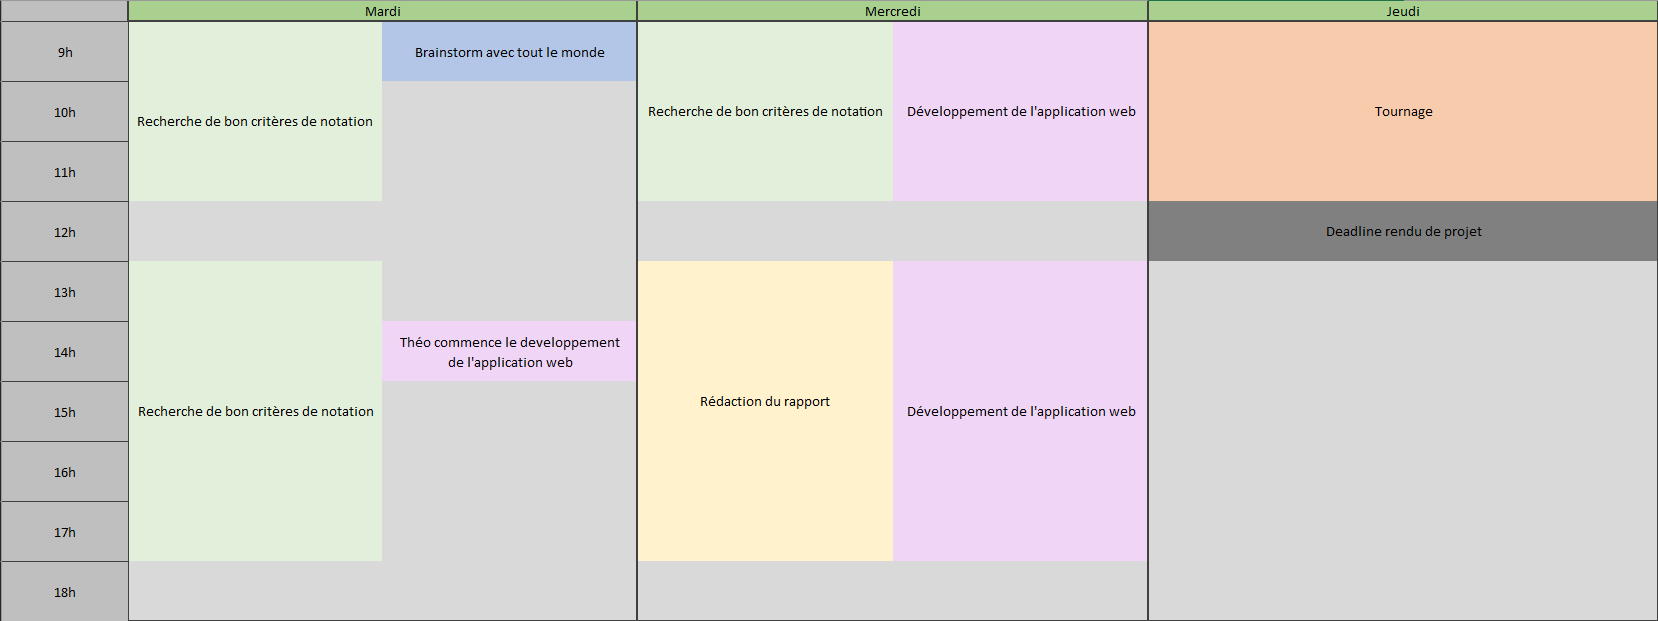 Mardi
Mercredi
Jeudi
9h
Brainstorm avec tout le monde
10h
Recherche de bon critères de notation
Recherche de bon critères de notation
Développement de l'application web
Tournage
11h
12h
Deadline rendu de projet
13h
14h
Théo commence le developpement
de l'application web
15h
Recherche de bon critères de notation
Rédaction du rapport
Développement de l'application web
16h
17h
18h